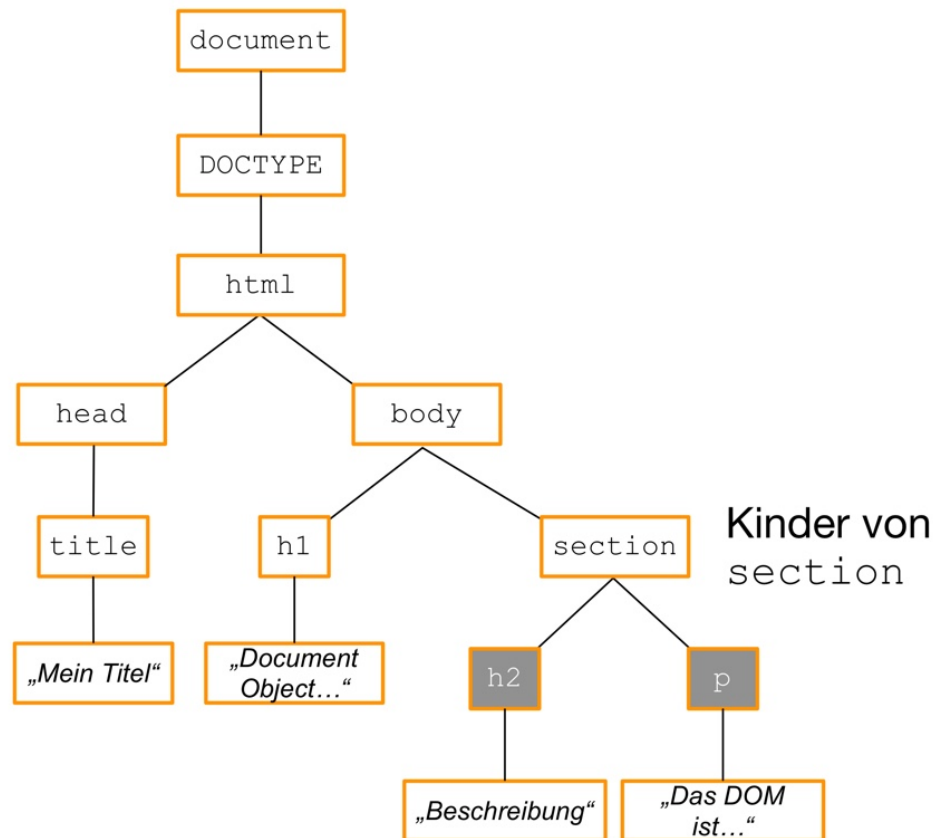 document
DOCTYPE
html
head
body
title
h1
section
Kinder von
section
„Mein Titel“
„Document
Object…“
h2
p
„Beschreibung“
„Das DOM
ist…“